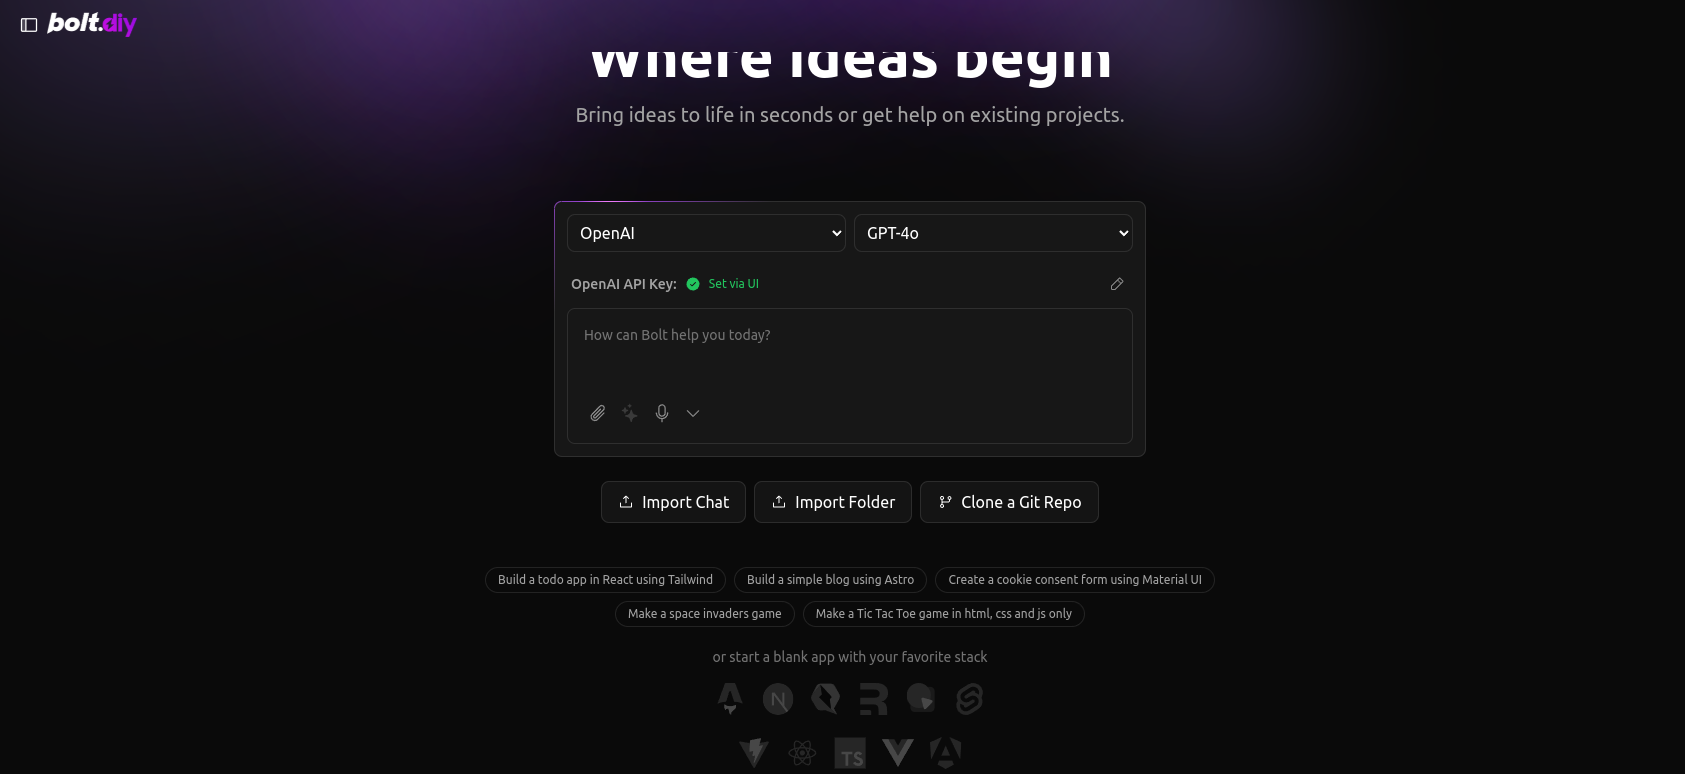 bolt.diy
Where ideas begin
Bring ideas to life in seconds or get help on existing projects.
OpenAI
GPT-4o
OpenAI API Key: Set via UI
How can Bolt help you today?
Import Chat
Import Folder
Clone a Git Repo
Build a todo app in React using Tailwind
Build a simple blog using Astro
Create a cookie consent form using Material UI
Make a space invaders game
Make a Tic Tac Toe game in html, css and js only
or start a blank app with your favorite stack
N
TS